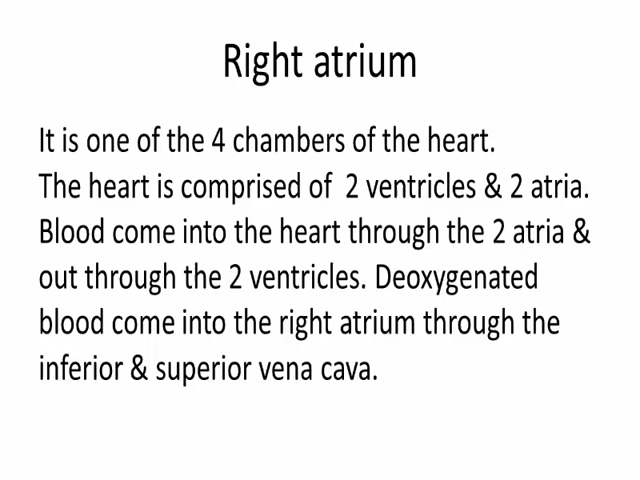 Right atrium
It is one of the 4 chambers of the heart.
The heart is comprised of  2 ventricles & 2 atria.
Blood come into the heart through the 2 atria &
out through the 2 ventricles. Deoxygenated
blood come into the right atrium through the
inferior & superior vena cava.